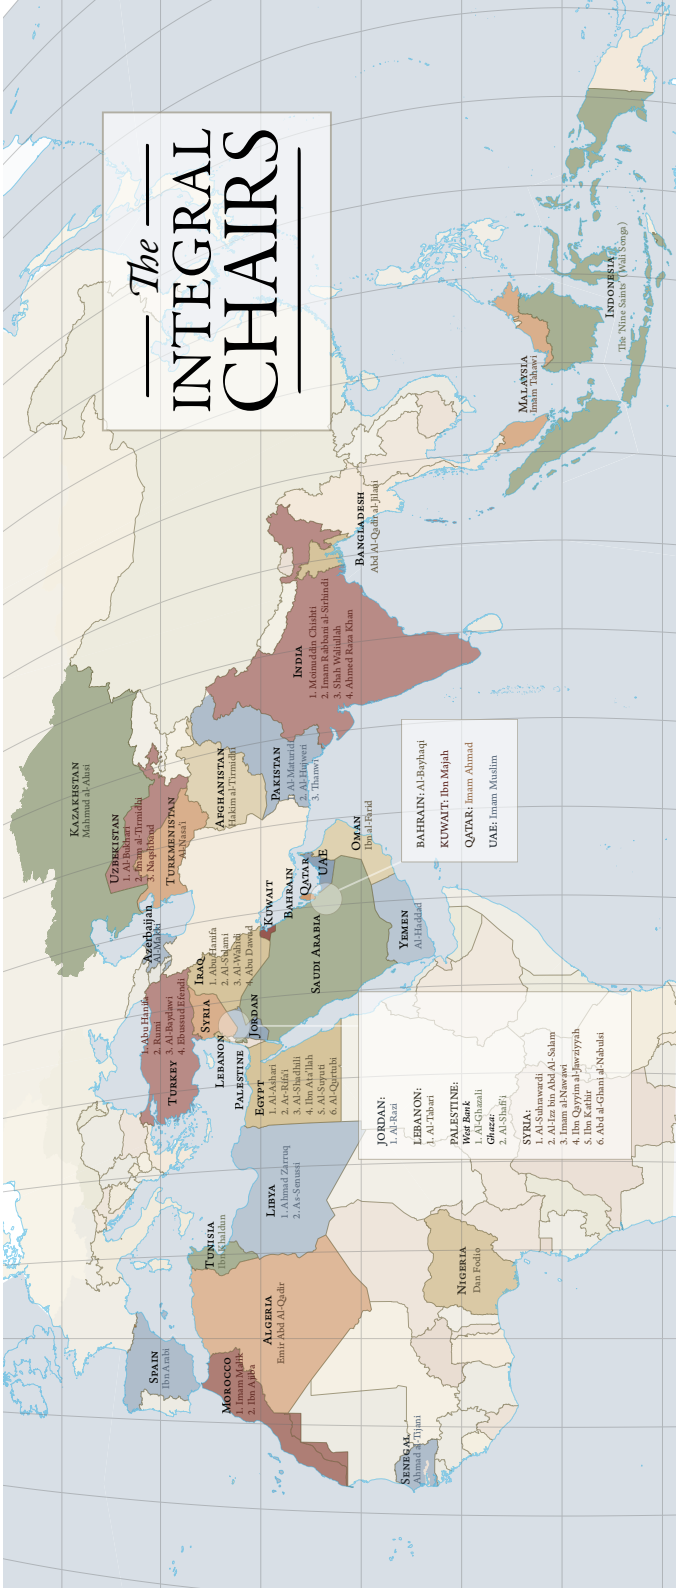 The
INTEGRAL
CHAIRS
SPAIN
Ibn Arabi
MOROCCO
1. Imam Malik
2. Ibn Ajiba
ALGERIA
Emir Abd Al-Qadir
TUNISIA
Ibn Khaldun
LIBYA
1. Ahmad Zarruq
2. As-Senussi
SENEGAL
Ahmad al-Tijani
NIGERIA
Dan Fodio
EGYPT
1. Al-Ashari
2. Ar-Rifa'i
3. Al-Shadhili
4. Ibn Ata'llah
5. Al-Suyuti
6. Al-Qurtubi
TURKEY
1. Abu Hanifa
2. Rumi
3. Al-Baydawi
4. Ebussud Efendi
LEBANON
PALESTINE
SYRIA
JORDAN
IRAQ
1. Abu Hanifa
2. Al-Sulami
3. Al-Wahidi
4. Abu Dawud
Azerbaijan
Al-Makki
KUWAIT
BAHRAIN
QATAR
UAE
SAUDI ARABIA
YEMEN
Al-Haddad
OMAN
Ibn al-Farid
KAZAKHSTAN
Mahmud al-Alusi
UZBEKISTAN
1. Al-Bukhari
2. Imam al-Tirmidhi
3. Naqshband
TURKMENISTAN
Al-Nasa'i
AFGHANISTAN
Hakim al-Tirmidhi
PAKISTAN
1. Al-Maturidi
2. Al-Hujweri
3. Thanwi
INDIA
1. Moinuddin Chishti
2. Imam Rabbani al-Sirhindi
3. Shah Waliullah
4. Ahmed Raza Khan
BANGLADESH
Abd Al-Qadir al-Jilani
MALAYSIA
Imam Tahawi
INDONESIA
The 'Nine Saints' (Wali Songa)
JORDAN:
1. Al-Razi
LEBANON:
1. Al-Tabari
PALESTINE:
West Bank
1. Al-Ghazali
Ghaza:
2. Al-Shafi'i
SYRIA:
1. Al-Suhrawardi
2. Al-Izz bin Abd Al-Salam
3. Imam al-Nawawi
4. Ibn Qayyim al-Jawziyyah
5. Ibn Kathir
6. Abd al-Ghani al-Nabulsi
BAHRAIN: Al-Bayhaqi
KUWAIT: Ibn Majah
QATAR: Imam Ahmad
UAE: Imam Muslim